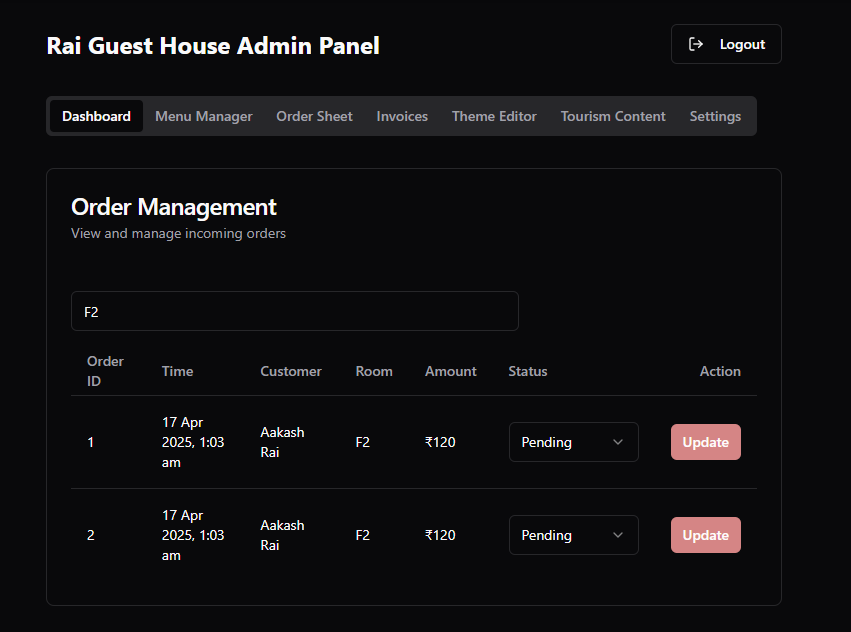 Rai Guest House Admin Panel
Logout
Dashboard Menu Manager Order Sheet Invoices Theme Editor Tourism Content Settings
Order Management
View and manage incoming orders
F2
Order
ID Time Customer Room Amount Status Action
17 Apr
2025, 1:03
am
1 Aakash
Rai F2 ₹120 Pending Update
17 Apr
2025, 1:03
am
2 Aakash
Rai F2 ₹120 Pending Update